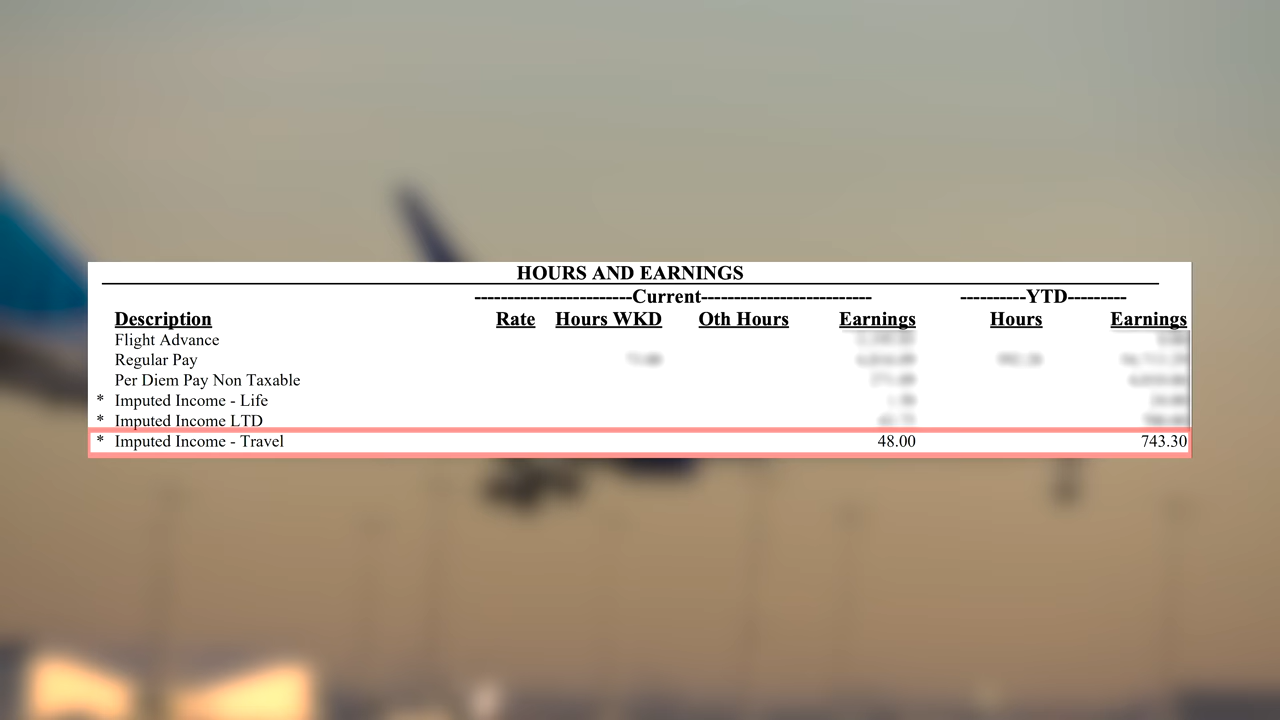 HOURS AND EARNINGS
------------------------Current-------------------------- ----------YTD---------
Description Rate Hours WKD Oth Hours Earnings Hours Earnings
Flight Advance
Regular Pay
Per Diem Pay Non Taxable
* Imputed Income - Life
* Imputed Income LTD
* Imputed Income - Travel 48.00 743.30